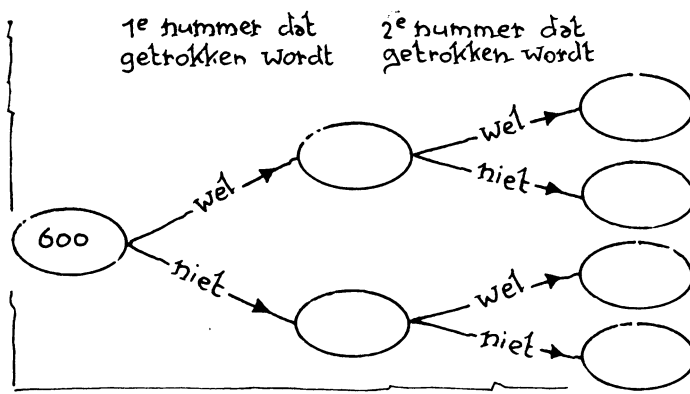 1e nummer dat
getrokken wordt
2e nummer dat
getrokken wordt
wel
niet
600
wel
niet
wel
niet